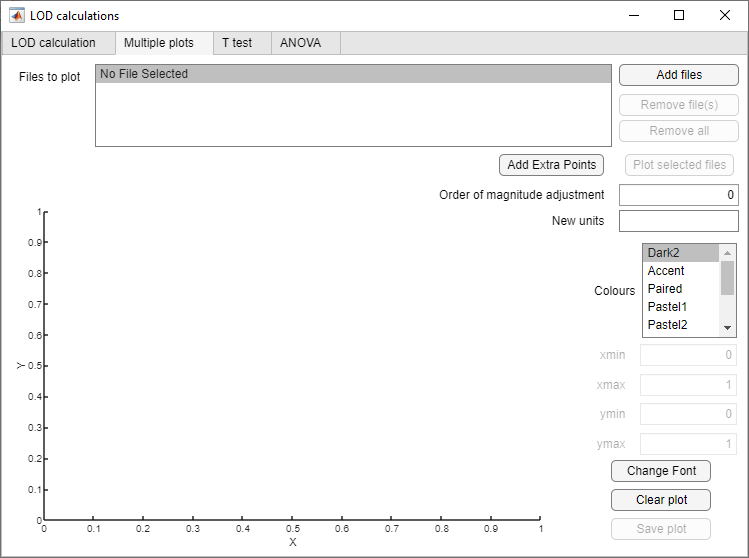 LOD calculations
LOD calculation Multiple plots T test ANOVA
Files to plot No File Selected Add files
Remove file(s)
Remove all
Add Extra Points Plot selected files
Order of magnitude adjustment 0
New units
Colours
Dark2
Accent
Paired
Pastel1
Pastel2
xmin 0
xmax 1
ymin 0
ymax 1
Change Font
Clear plot
Save plot
1
0.9
0.8
0.7
0.6
Y 0.5
0.4
0.3
0.2
0.1
0
0 0.1 0.2 0.3 0.4 0.5 0.6 0.7 0.8 0.9 1
X